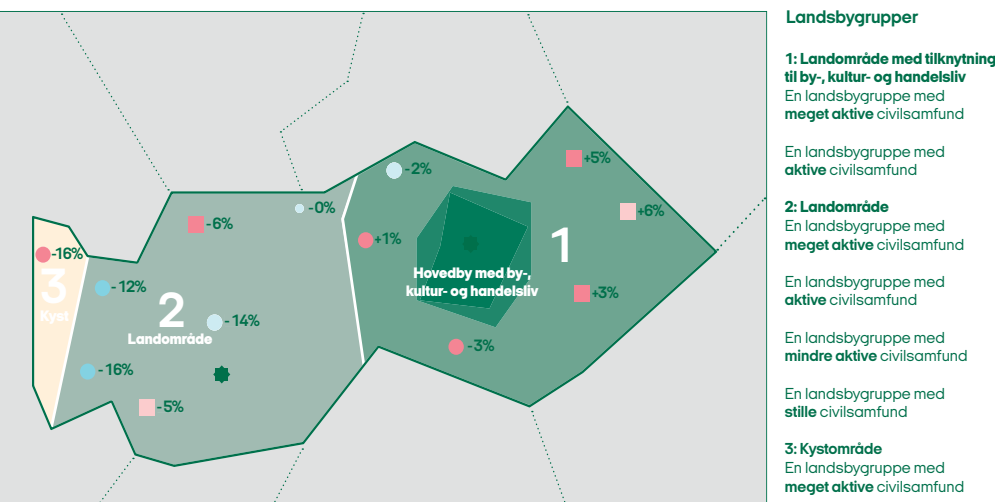 -2%
+5%
-6%
-0%
+6%
+1%
-16%
1
3
-12%
Hovedby med by-,
kultur- og handelsliv
+3%
2
Kyst
-14%
Landområde
-3%
-16%
-5%
Landsbygrupper
1: Landområde med tilknytning
til by-, kultur- og handelsliv
En landsbygruppe med
meget aktive civilsamfund
En landsbygruppe med
aktive civilsamfund
2: Landområde
En landsbygruppe med
meget aktive civilsamfund
En landsbygruppe med
aktive civilsamfund
En landsbygruppe med
mindre aktive civilsamfund
En landsbygruppe med
stille civilsamfund
3: Kystområde
En landsbygruppe med
meget aktive civilsamfund